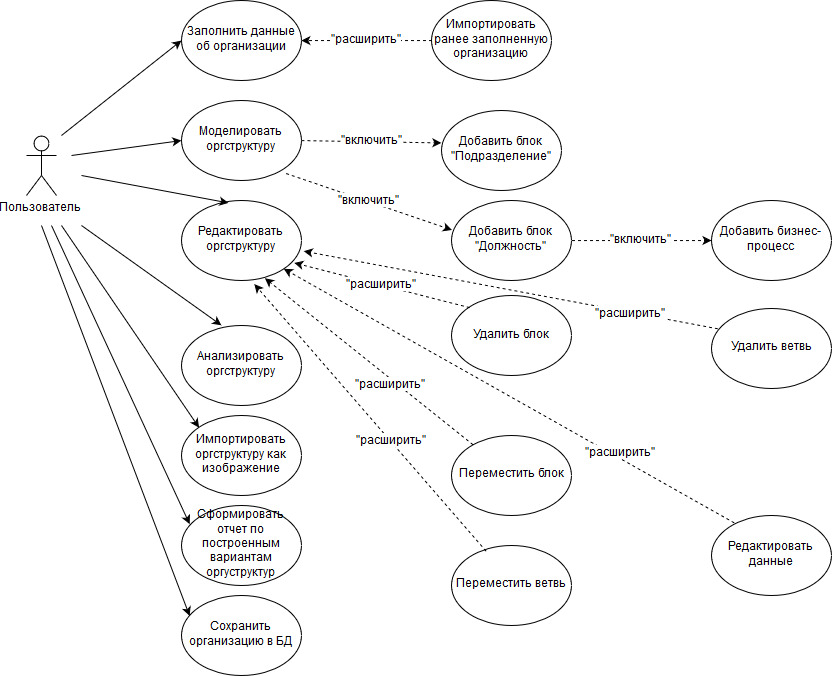 Заполнить данные
об организации
"расширить"
Импортировать
ранее заполненную
организацию
Моделировать
оргструктуру
"включить"
Добавить блок
"Подразделение"
Пользователь
"включить"
Редактировать
оргструктуру
Добавить блок
"Должность"
"включить"
Добавить бизнес-
процесс
"расширить"
"расширить"
Удалить блок
Удалить ветвь
Анализировать
оргструктуру
"расширить"
Импортировать
оргструктуру как
изображение
"расширить"
"расширить"
Переместить блок
Сформировать
отчет по
построенным
вариантам
оргуструктур
Редактировать
данные
Переместить ветвь
Сохранить
организацию в БД